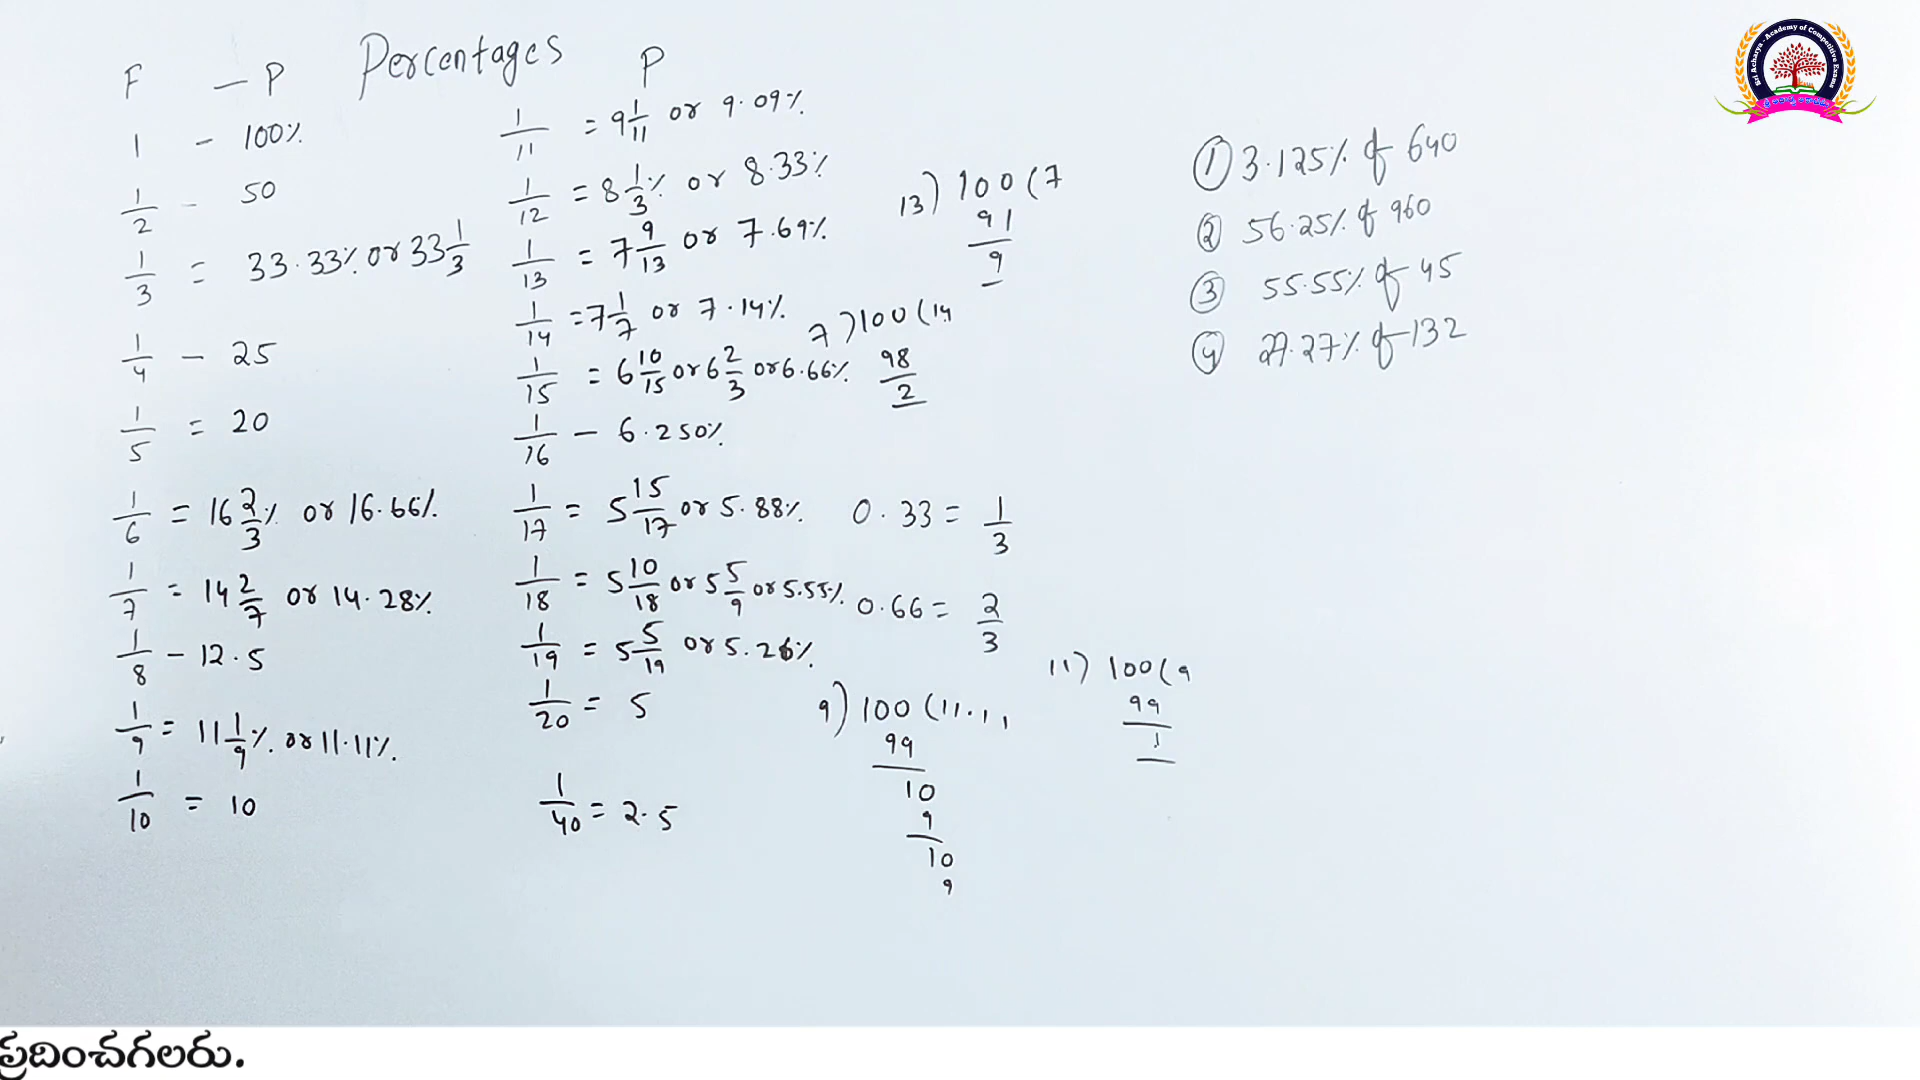 Percentages
F — P
1 - 100%
1/2 - 50
1/3 = 33.33% or 33 1/3
1/4 - 25
1/5 = 20
1/6 = 16 2/3% or 16.66%
1/7 = 14 2/7 or 14.28%
1/8 - 12.5
1/9 = 11 1/9% or 11.11%
1/10 = 10
P
1/11 = 9 1/11 or 9.09%
1/12 = 8 1/3% or 8.33%
1/13 = 7 9/13 or 7.69%
1/14 = 7 1/7 or 7.14%
1/15 = 6 10/15 or 6 2/3 or 6.66%
1/16 - 6.250%
1/17 = 5 15/17 or 5.88%
1/18 = 5 10/18 or 5 5/9 or 5.55%
1/19 = 5 5/19 or 5.26%
1/20 = 5
1/40 = 2.5
13) 100 (7
91
9
7) 100 (14
98
2
0.33 = 1/3
0.66 = 2/3
9) 100 (11.11
99
10
9
10
9
11) 100 (9
99
1
① 3.125% of 640
② 56.25% of 960
③ 55.55% of 45
④ 27.27% of 132
Sri Acharya - Academy of Competitive Exams
ప్రదించగలరు.